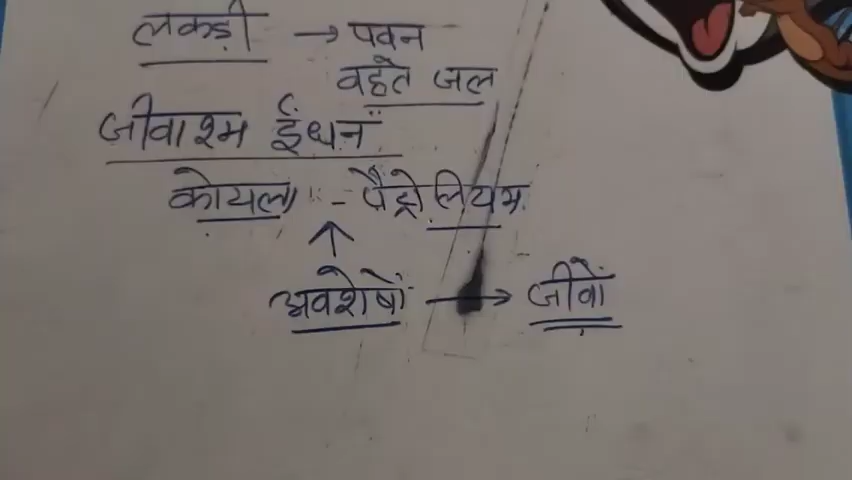 लकड़ी → पवन
वहते जल
जीवाश्म ईंधन
कोयला - पैट्रोलियम
↑
अवशेषों → जीवों